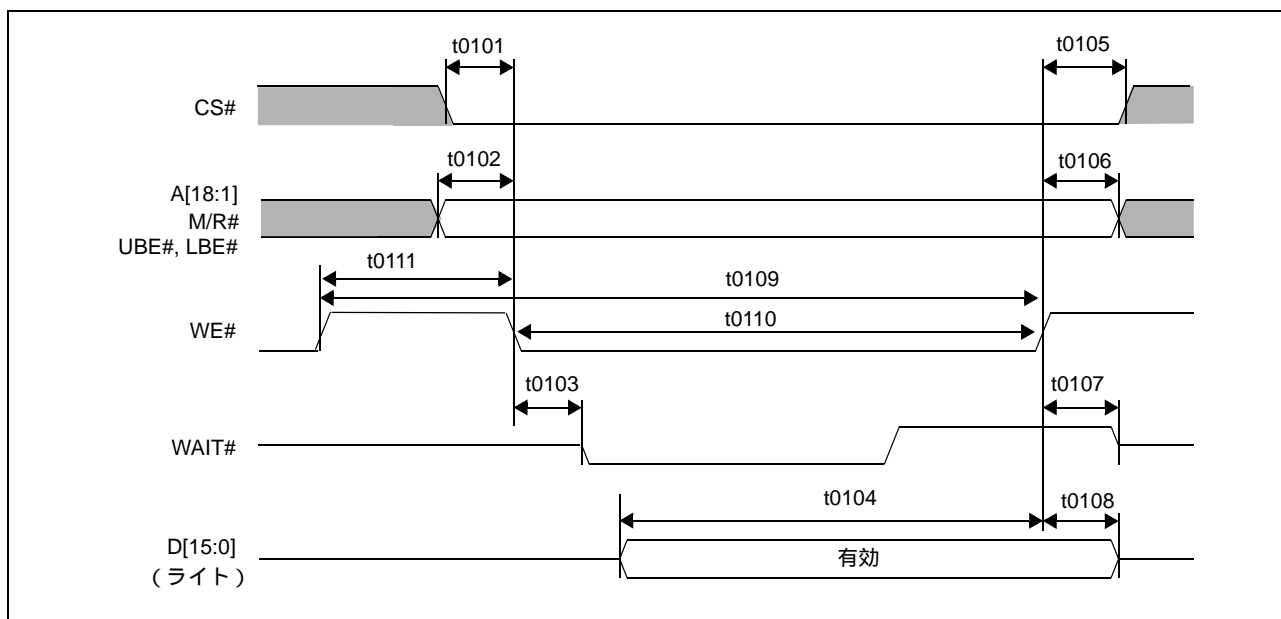 t0101
t0105
CS#
t0102
t0106
A[18:1]
M/R#
UBE#, LBE#
t0111
t0109
WE#
t0110
t0103
t0107
WAIT#
t0104
t0108
D[15:0]
有効
（ライト）